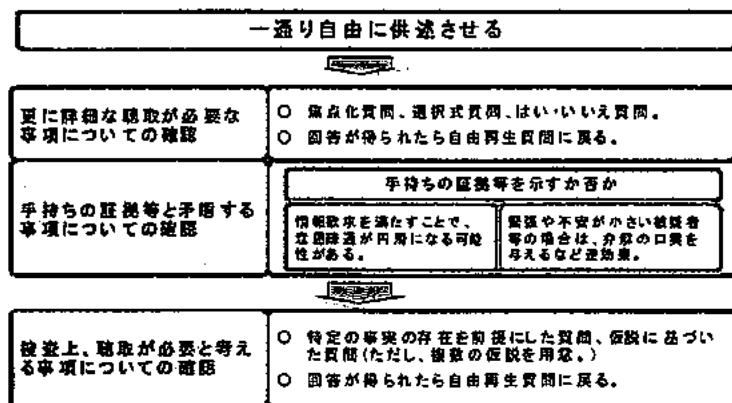 一通り自由に供述させる
更に詳細な聴取が必要な
事項についての確認
○ 焦点化質問、選択式質問、はい・いいえ質問。
○ 回答が得られたら自由再生質問に戻る。
手持ちの証拠等と矛盾する
事項についての確認
手持ちの証拠等を示すか否か
情報欲求を満たすことで、
意思疎通が円滑になる可能
性がある。
緊張や不安が小さい被疑者
等の場合は、弁解の口実を
与えるなど逆効果。
捜査上、聴取が必要と考え
る事項についての確認
○ 特定の事実の存在を前提にした質問、仮説に基づい
た質問(ただし、複数の仮説を用意。)
○ 回答が得られたら自由再生質問に戻る。